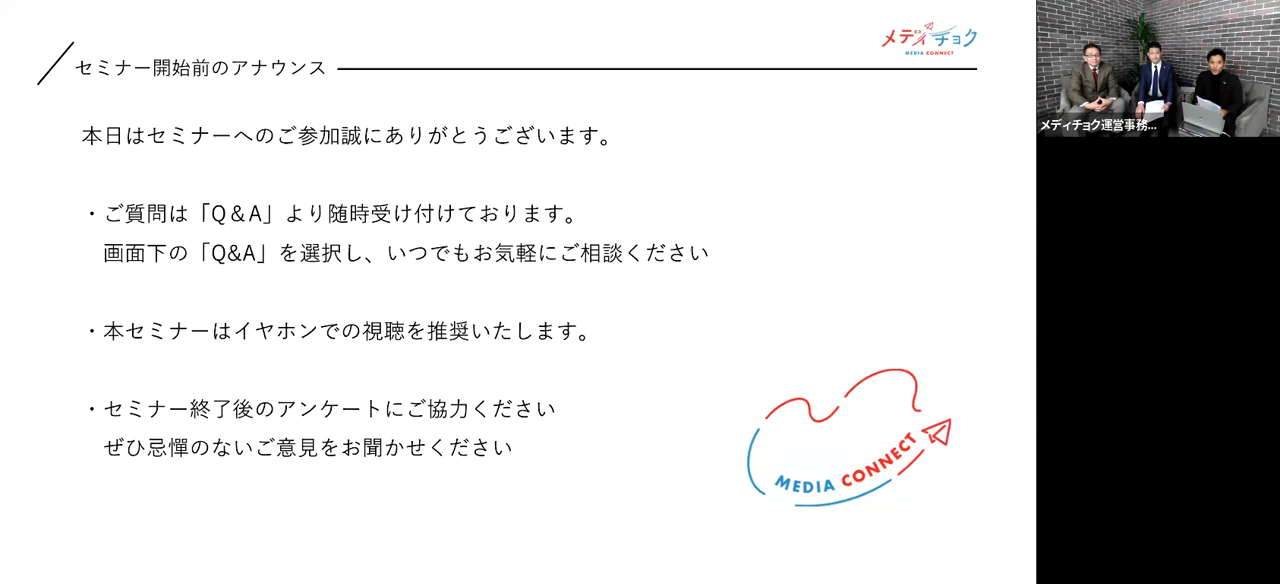 セミナー開始前のアナウンス
メディチョク
MEDIA CONNECT
本日はセミナーへのご参加誠にありがとうございます。
・ご質問は「Q＆A」より随時受け付けております。
画面下の「Q&A」を選択し、いつでもお気軽にご相談ください
・本セミナーはイヤホンでの視聴を推奨いたします。
・セミナー終了後のアンケートにご協力ください
ぜひ忌憚のないご意見をお聞かせください
MEDIA CONNECT
メディチョク運営事務...